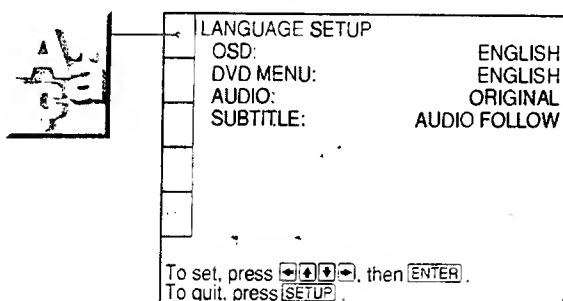 A
LANGUAGE SETUP
OSD: ENGLISH
DVD MENU: ENGLISH
AUDIO: ORIGINAL
SUBTITLE: AUDIO FOLLOW
To set, press ←↑↓→, then ENTER.
To quit, press SETUP.